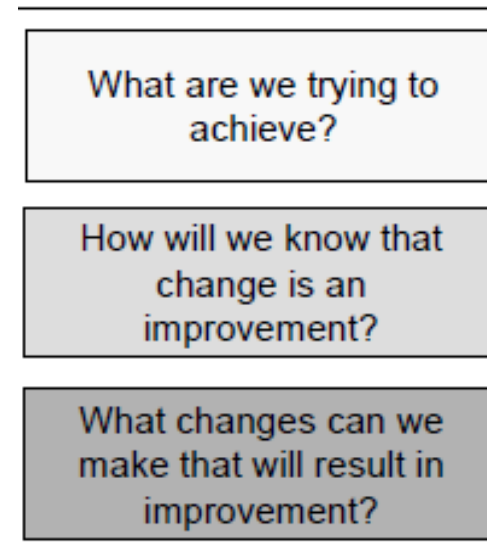 What are we trying to
achieve?
How will we know that
change is an
improvement?
What changes can we
make that will result in
improvement?